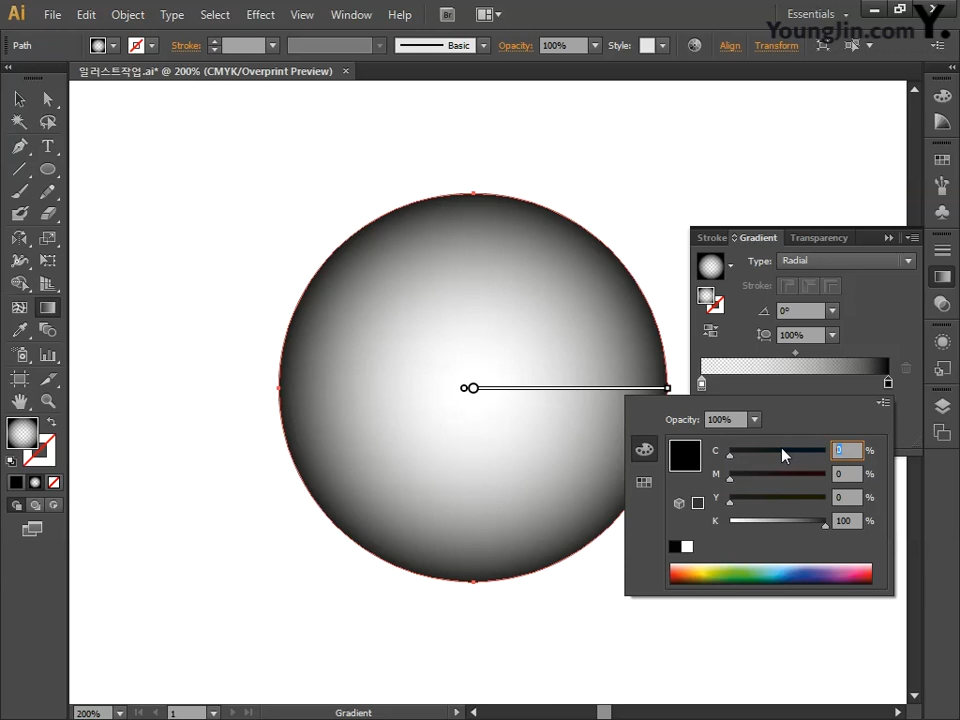 Ai File Edit Object Type Select Effect View Window Help Br Essentials
YoungJin.com Y.
Path Stroke: Basic Opacity: 100% Style: Align Transform
일러스트작업.ai* @ 200% (CMYK/Overprint Preview) ×
T
Stroke Gradient Transparency
Type: Radial
Stroke:
0°
100%
Opacity: 100%
C 0 %
M 0 %
Y 0 %
K 100 %
200% 1 Gradient